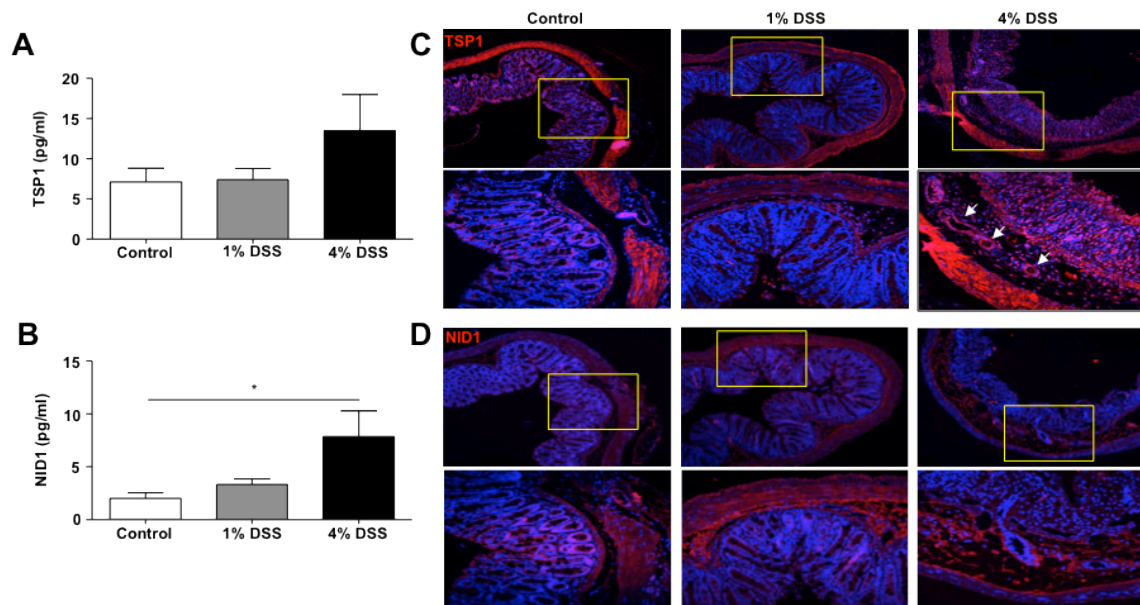 A
TSP1 (pg/ml)
20
15
10
5
0
Control
1% DSS
4% DSS
B
NID1 (pg/ml)
15
10
5
0
*
Control
1% DSS
4% DSS
Control
1% DSS
4% DSS
C
TSP1
D
NID1